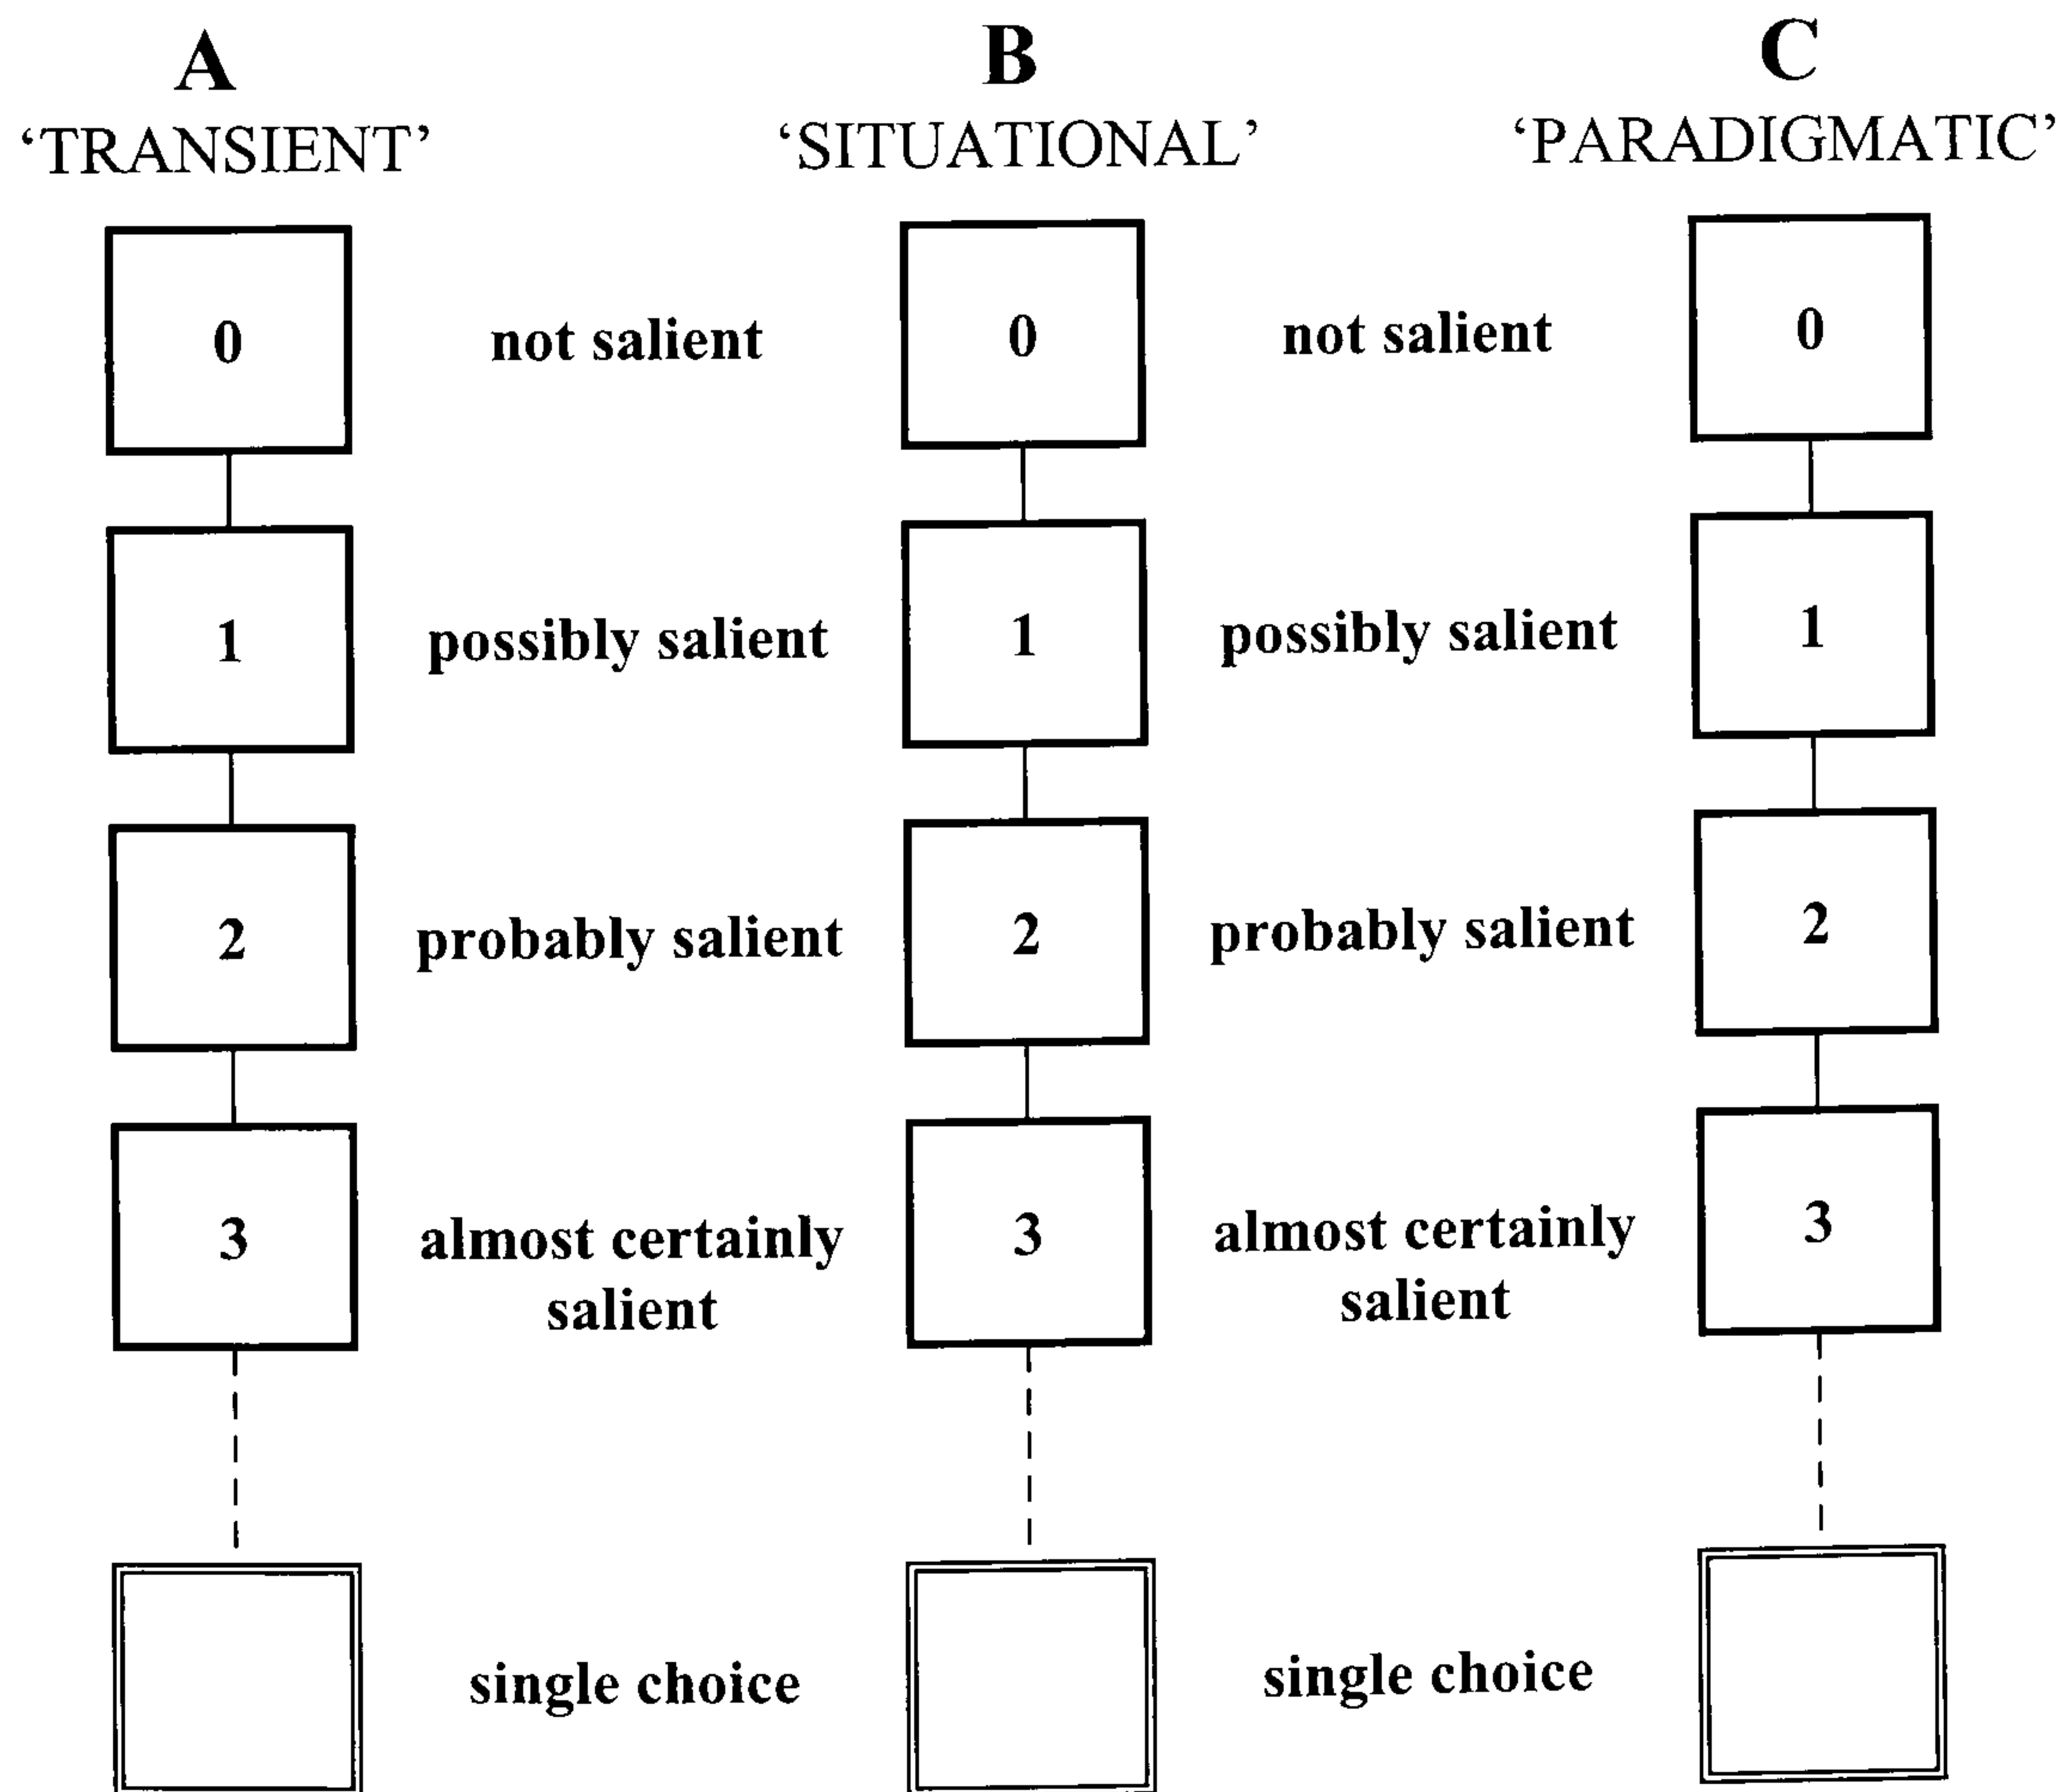 A B C
‘TRANSIENT’ ‘SITUATIONAL’ ‘PARADIGMATIC’
0 not salient 0 not salient 0
1 possibly salient 1 possibly salient 1
2 probably salient 2 probably salient 2
3 almost certainly 3 almost certainly 3
salient salient
single choice single choice